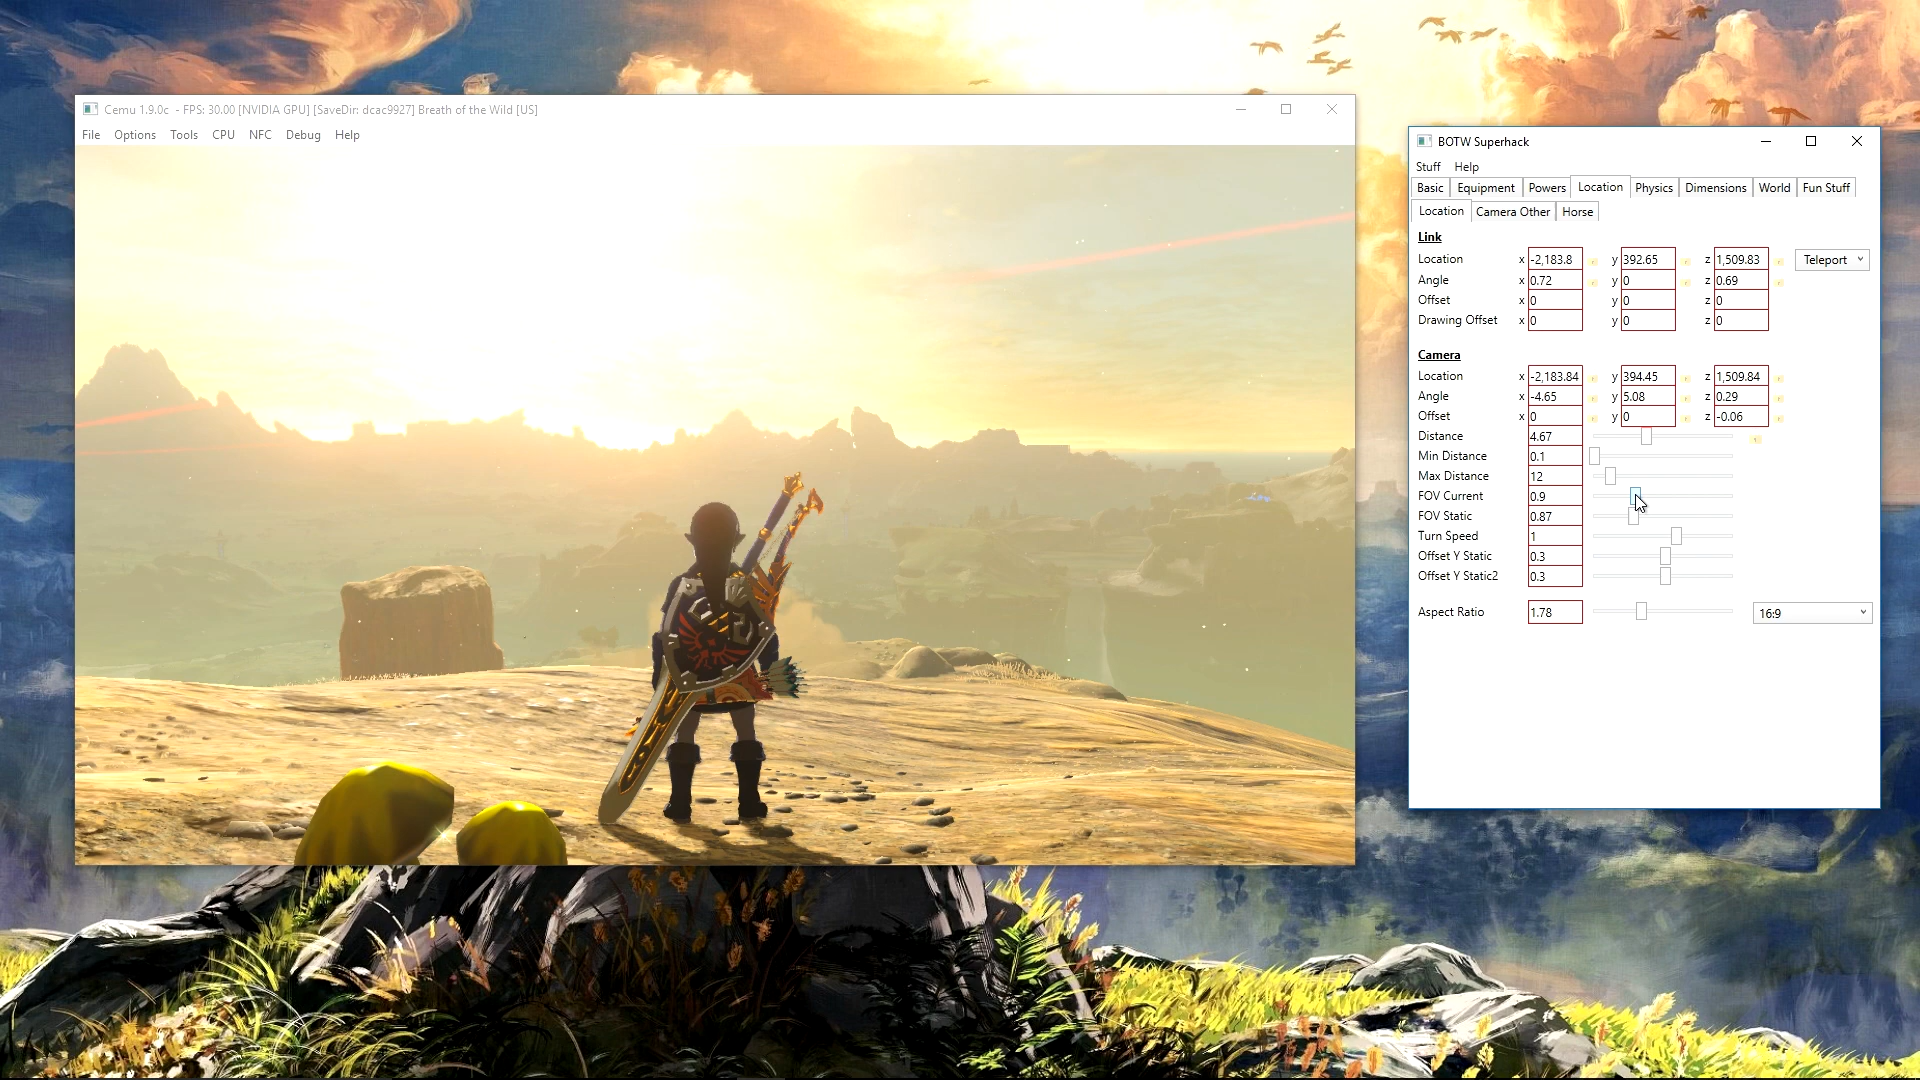 Cemu 1.9.0c - FPS: 30.00 [NVIDIA GPU] [SaveDir: dcac9927] Breath of the Wild [US]
File Options Tools CPU NFC Debug Help
BOTW Superhack
Stuff Help
Basic Equipment Powers Location Physics Dimensions World Fun Stuff
Location Camera Other Horse
Link
Location x -2,183.8 y 392.65 z 1,509.83 Teleport
Angle x 0.72 y 0 z 0.69
Offset x 0 y 0 z 0
Drawing Offset x 0 y 0 z 0
Camera
Location x -2,183.84 y 394.45 z 1,509.84
Angle x -4.65 y 5.08 z 0.29
Offset x 0 y 0 z -0.06
Distance 4.67
Min Distance 0.1
Max Distance 12
FOV Current 0.9
FOV Static 0.87
Turn Speed 1
Offset Y Static 0.3
Offset Y Static2 0.3
Aspect Ratio 1.78 16:9